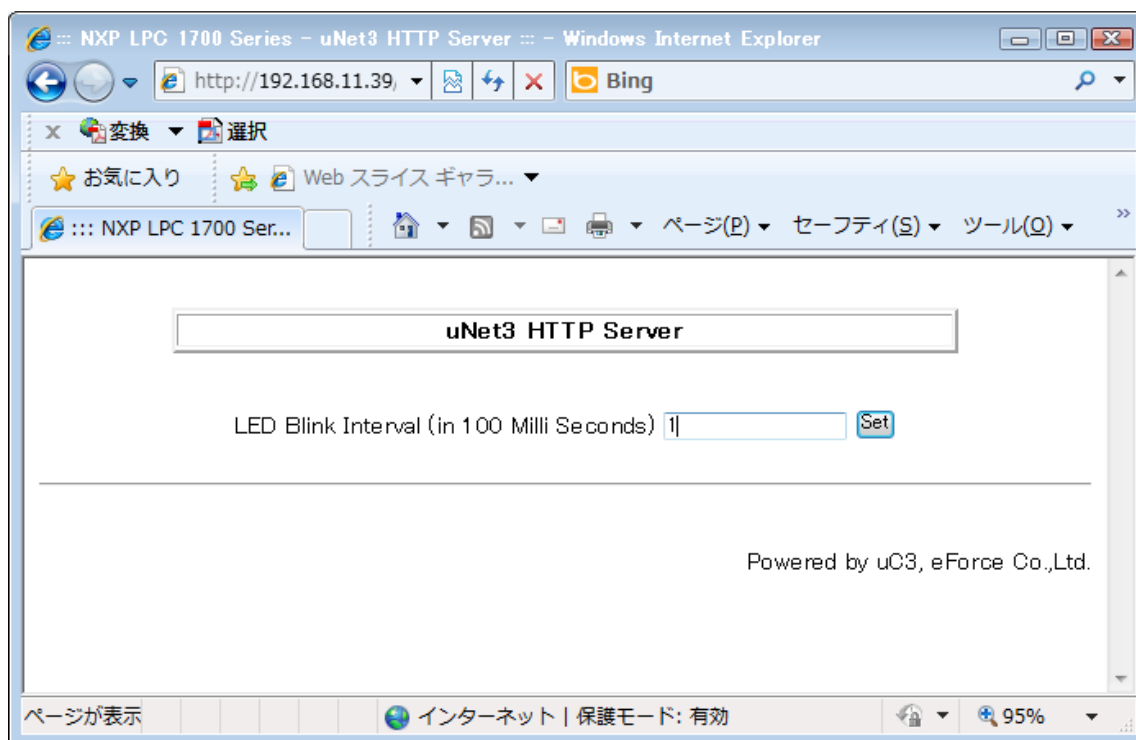 ::: NXP LPC 1700 Series - uNet3 HTTP Server ::: - Windows Internet Explorer
http://192.168.11.39/ Bing
x 変換 選択
お気に入り Web スライス ギャラ...
::: NXP LPC 1700 Ser... ページ(P) セーフティ(S) ツール(O) »
uNet3 HTTP Server
LED Blink Interval (in 100 Milli Seconds) 1 Set
Powered by uC3, eForce Co.,Ltd.
ページが表示 インターネット | 保護モード: 有効 95%